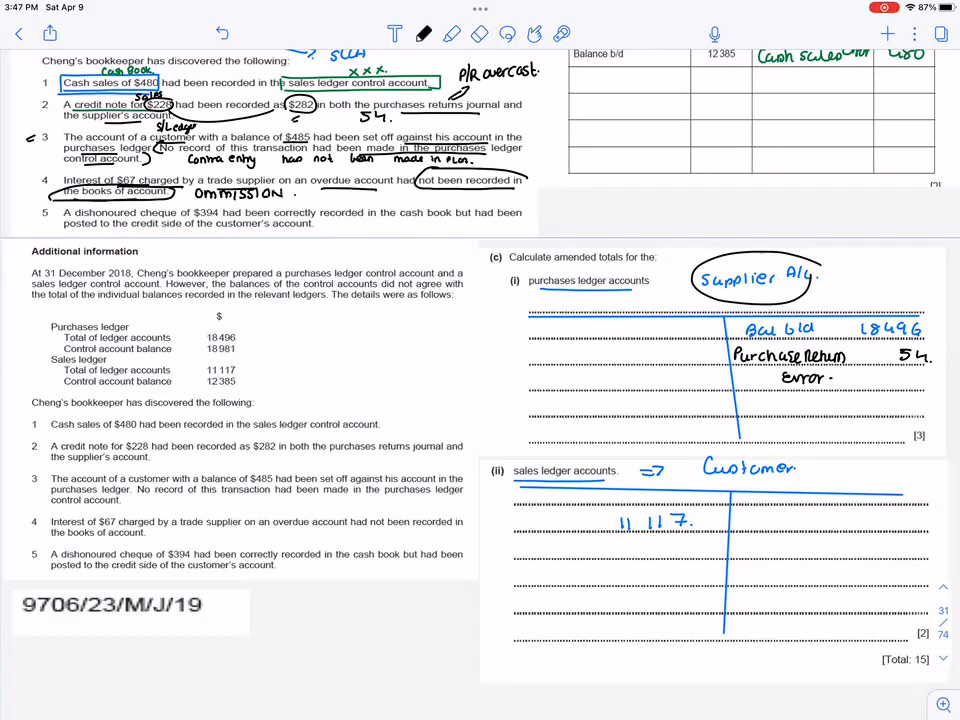 3:47 PM Sat Apr 9
87%
T
SLCA
Cheng's bookkeeper has discovered the following:
Cash Book
x x x.
P/R overcast.
1 Cash sales of $480 had been recorded in the sales ledger control account.
sales
2 A credit note for $228 had been recorded as $282 in both the purchases returns journal and
the supplier's account.
54.
S/Ledger
3 The account of a customer with a balance of $485 had been set off against his account in the
purchases ledger. No record of this transaction had been made in the purchases ledger
control account.
Contra entry has not been made in PLCA.
4 Interest of $67 charged by a trade supplier on an overdue account had not been recorded in
the books of account.
OMMISSION.
5 A dishonoured cheque of $394 had been correctly recorded in the cash book but had been
posted to the credit side of the customer's account.
Balance b/d 12 385 Cash sales error 480
Additional information
At 31 December 2018, Cheng's bookkeeper prepared a purchases ledger control account and a
sales ledger control account. However, the balances of the control accounts did not agree with
the total of the individual balances recorded in the relevant ledgers. The details were as follows:
$
Purchases ledger
Total of ledger accounts 18 496
Control account balance 18 981
Sales ledger
Total of ledger accounts 11 117
Control account balance 12 385
Cheng's bookkeeper has discovered the following:
1 Cash sales of $480 had been recorded in the sales ledger control account.
2 A credit note for $228 had been recorded as $282 in both the purchases returns journal and
the supplier's account.
3 The account of a customer with a balance of $485 had been set off against his account in the
purchases ledger. No record of this transaction had been made in the purchases ledger
control account.
4 Interest of $67 charged by a trade supplier on an overdue account had not been recorded in
the books of account.
5 A dishonoured cheque of $394 had been correctly recorded in the cash book but had been
posted to the credit side of the customer's account.
9706/23/M/J/19
(c) Calculate amended totals for the:
(i) purchases ledger accounts
Supplier A/c.
Bal b/d 18496
Purchase Return 54.
Error.
[3]
(ii) sales ledger accounts. => Customer.
11 117.
[2]
[Total: 15]
31
/
74